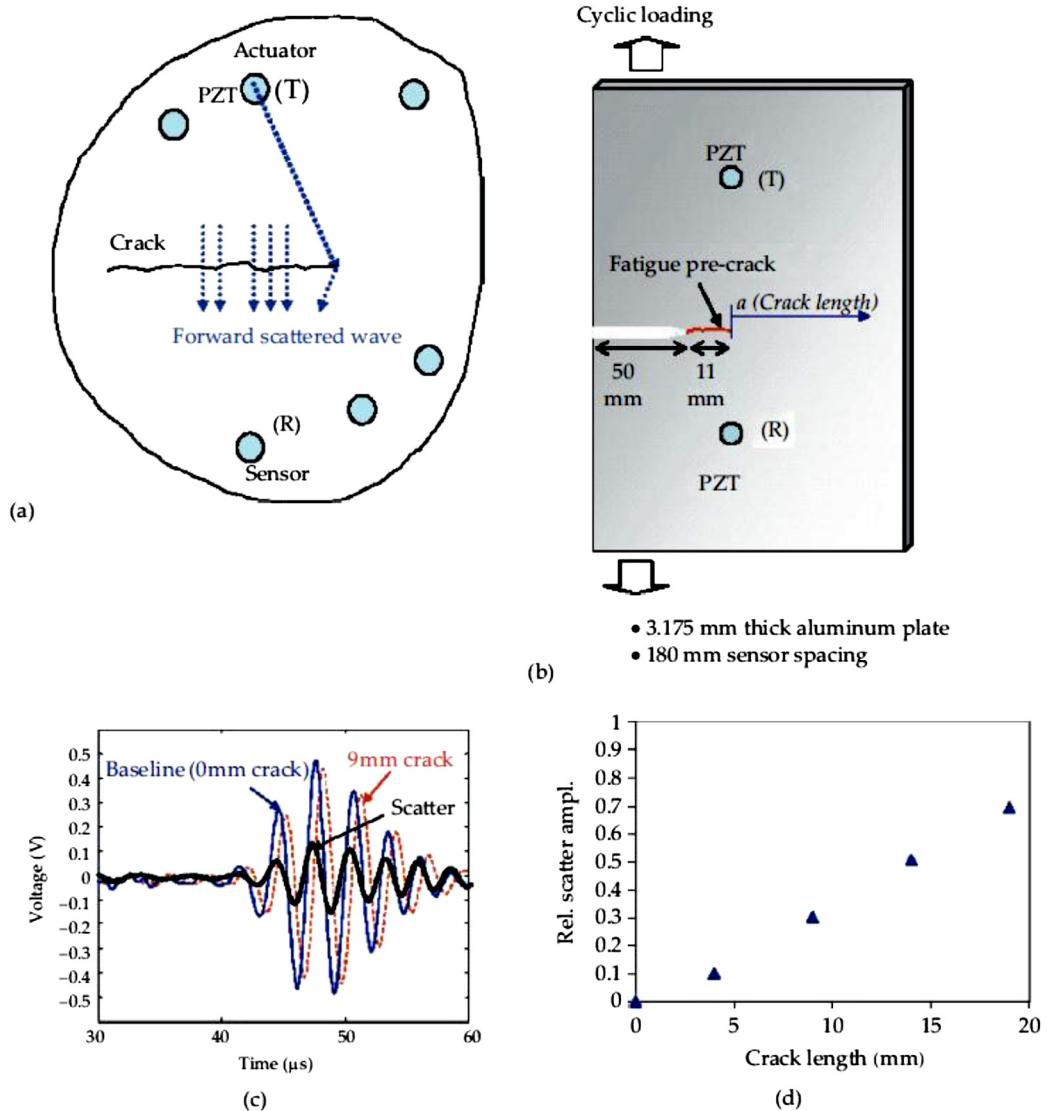 Actuator
PZT
(T)
Crack
Forward scattered wave
(R)
Sensor
(a)
Cyclic loading
PZT
(T)
Fatigue pre-crack
a (Crack length)
50
mm
11
mm
(R)
PZT
• 3.175 mm thick aluminum plate
• 180 mm sensor spacing
(b)
0.5
0.4
0.3
0.2
0.1
0
−0.1
−0.2
−0.3
−0.4
−0.5
Voltage (V)
Baseline (0mm crack)
9mm crack
Scatter
30
40
50
60
Time (μs)
(c)
1
0.9
0.8
0.7
0.6
0.5
0.4
0.3
0.2
0.1
0
Rel. scatter ampl.
0
5
10
15
20
Crack length (mm)
(d)